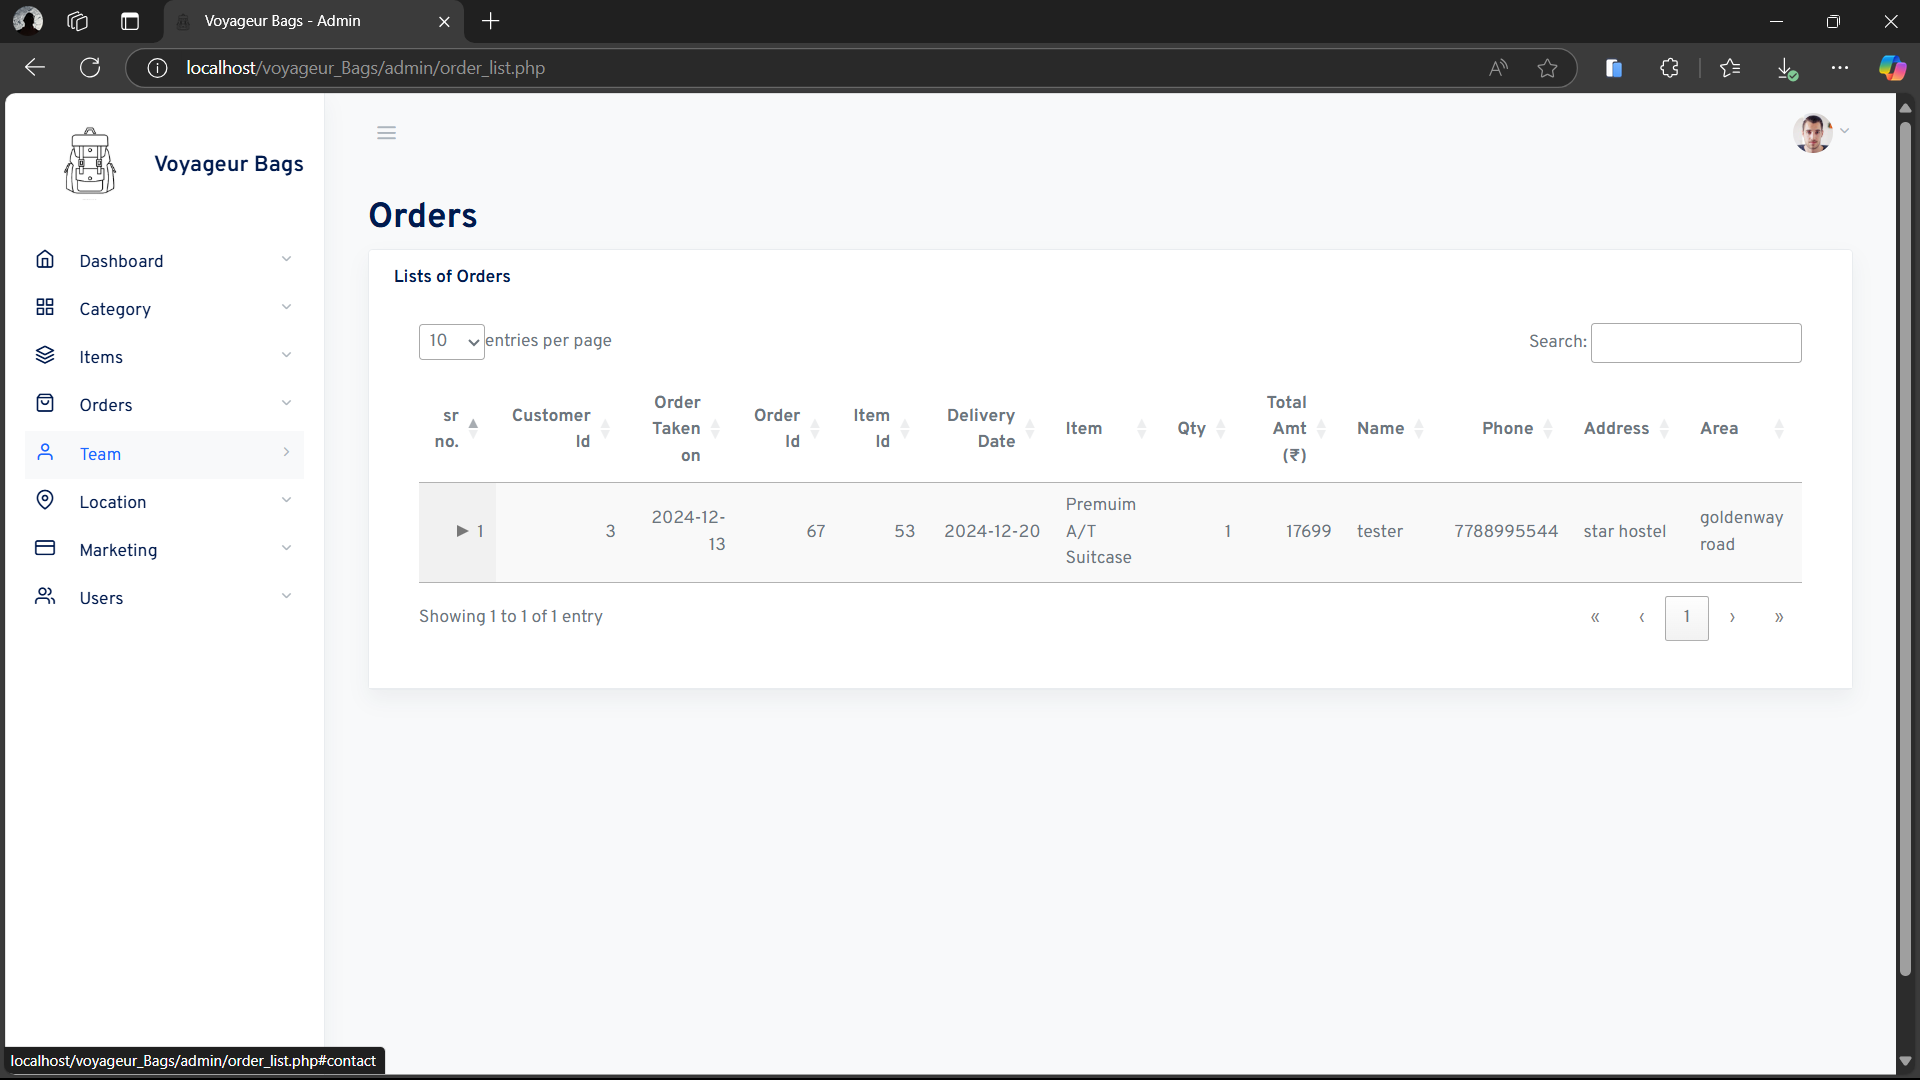 Voyageur Bags - Admin
localhost/voyageur_Bags/admin/order_list.php
Voyageur Bags
Dashboard
Category
Items
Orders
Team
Location
Marketing
Users
Orders
Lists of Orders
10 entries per page
Search:
sr no. Customer Id Order Taken on Order Id Item Id Delivery Date Item Qty Total Amt (₹) Name Phone Address Area
▶ 1 3 2024-12-13 67 53 2024-12-20 Premuim A/T Suitcase 1 17699 tester 7788995544 star hostel goldenway road
Showing 1 to 1 of 1 entry
« ‹ 1 › »
localhost/voyageur_Bags/admin/order_list.php#contact